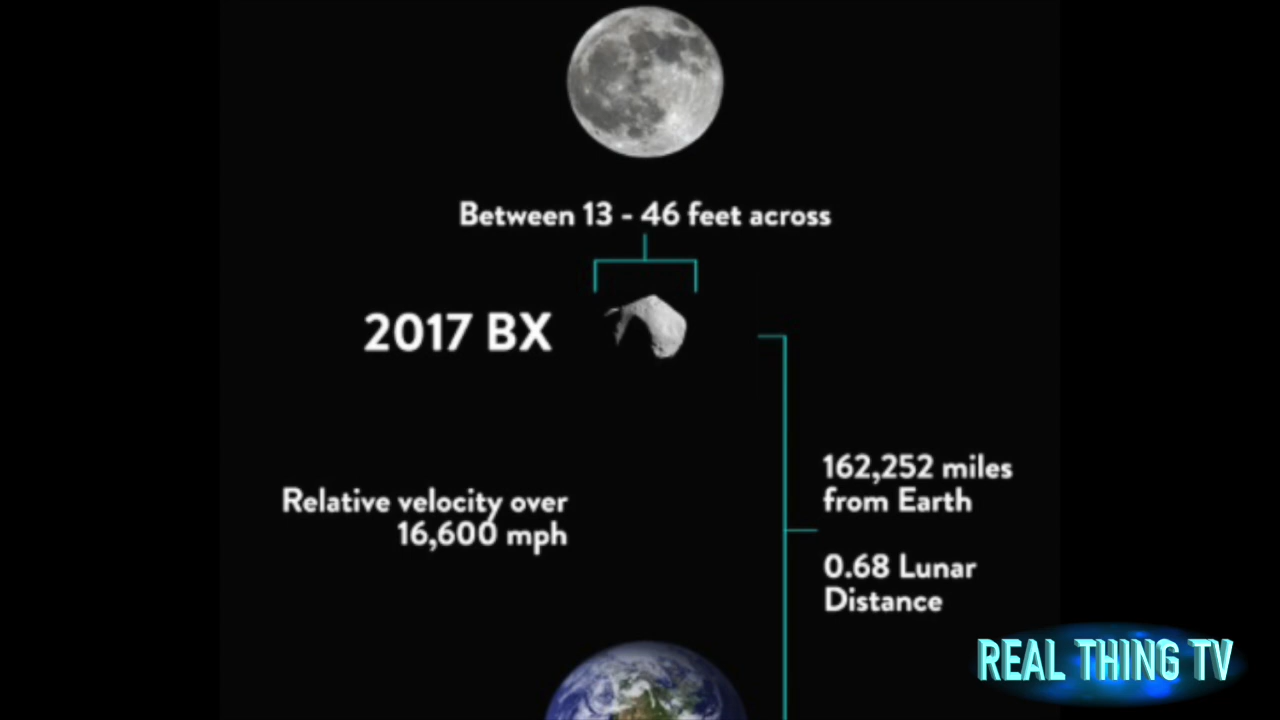 Between 13 - 46 feet across
2017 BX
162,252 miles
from Earth
Relative velocity over
16,600 mph
0.68 Lunar
Distance
REAL THING TV